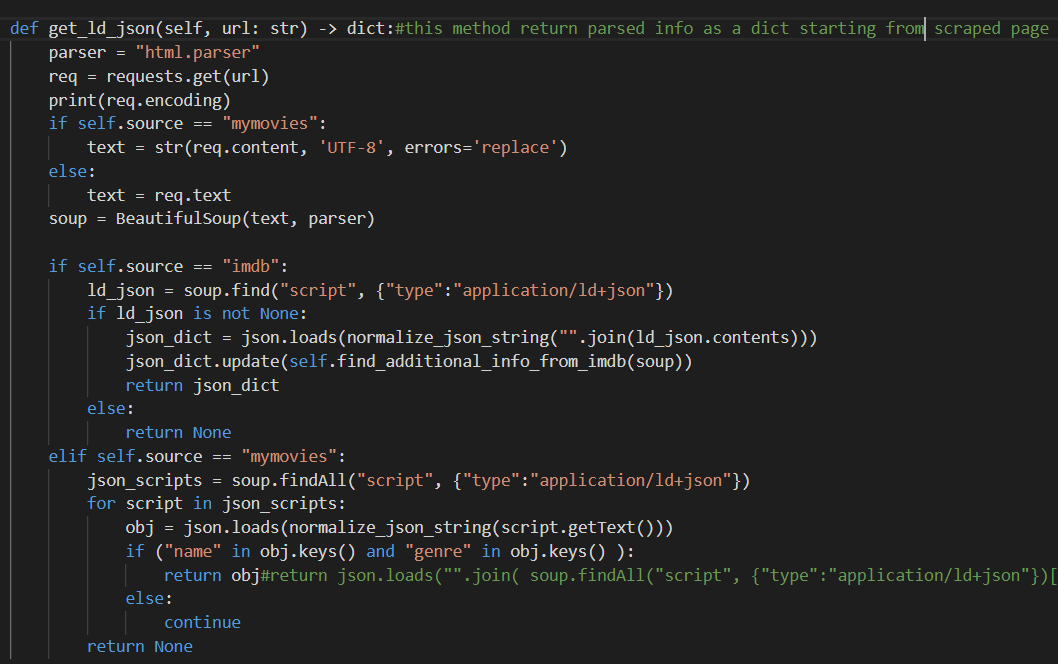 def get_ld_json(self, url: str) -> dict:#this method return parsed info as a dict starting from scraped page
    parser = "html.parser"
    req = requests.get(url)
    print(req.encoding)
    if self.source == "mymovies":
        text = str(req.content, 'UTF-8', errors='replace')
    else:
        text = req.text
    soup = BeautifulSoup(text, parser)

    if self.source == "imdb":
        ld_json = soup.find("script", {"type":"application/ld+json"})
        if ld_json is not None:
            json_dict = json.loads(normalize_json_string("".join(ld_json.contents)))
            json_dict.update(self.find_additional_info_from_imdb(soup))
            return json_dict
        else:
            return None
    elif self.source == "mymovies":
        json_scripts = soup.findAll("script", {"type":"application/ld+json"})
        for script in json_scripts:
            obj = json.loads(normalize_json_string(script.getText()))
            if ("name" in obj.keys() and "genre" in obj.keys() ):
                return obj#return json.loads("".join( soup.findAll("script", {"type":"application/ld+json"})[
            else:
                continue
        return None